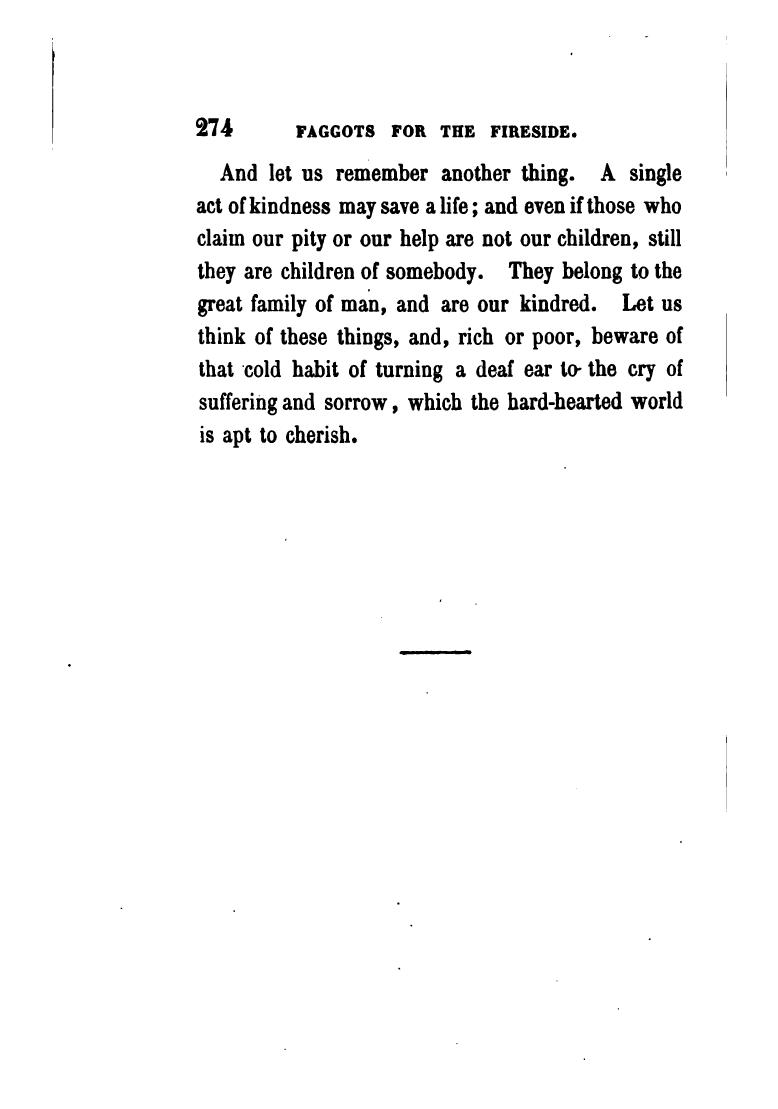 274 FAGGOTS FOR THE FIRESIDE.
And let us remember another thing. A single
act of kindness may save a life; and even if those who
claim our pity or our help are not our children, still
they are children of somebody. They belong to the
great family of man, and are our kindred. Let us
think of these things, and, rich or poor, beware of
that cold habit of turning a deaf ear to the cry of
suffering and sorrow, which the hard-hearted world
is apt to cherish.